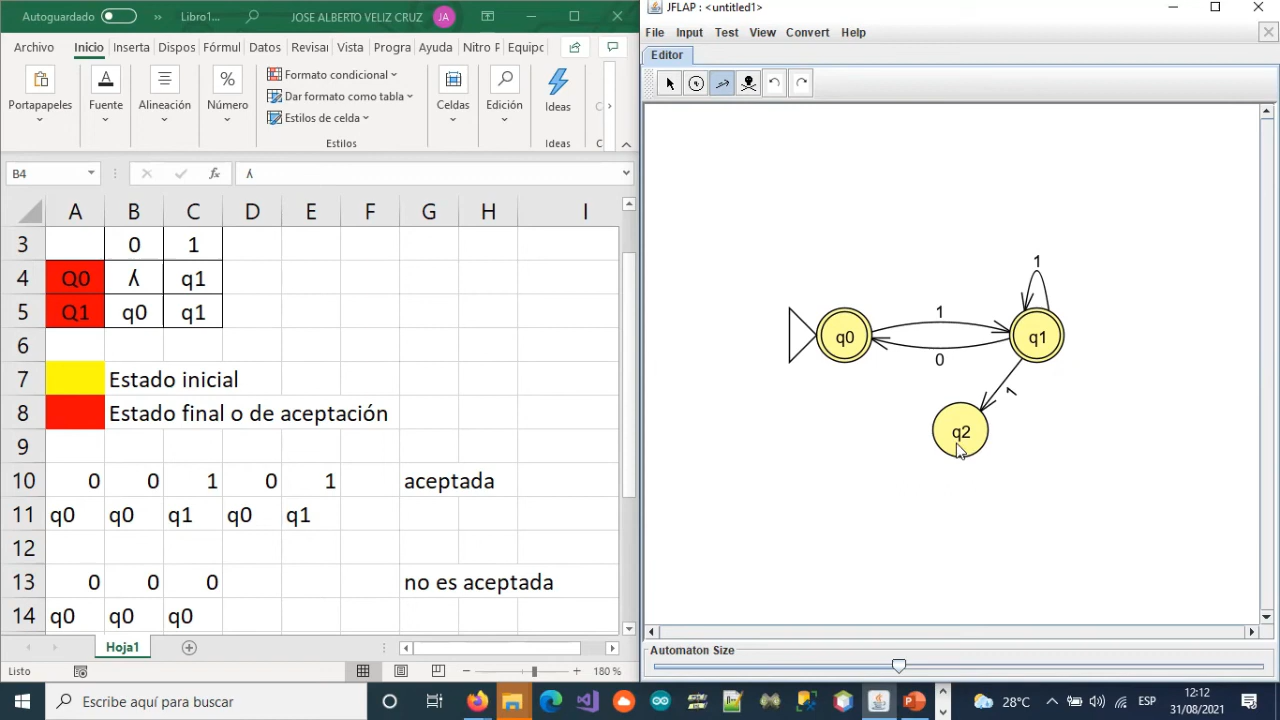 Autoguardado
»
Libro1...
JOSE ALBERTO VELIZ CRUZ
JA
Archivo Inicio Inserta Dispos Fórmul Datos Revisar Vista Progra Ayuda Nitro P Equipo
Portapapeles
Fuente
Alineación
Número
Formato condicional
Dar formato como tabla
Estilos de celda
Estilos
Celdas
Edición
Ideas
Ideas
B4
fx
ʎ
A B C D E F G H I
3 0 1
4 Q0 ʎ q1
5 Q1 q0 q1
6
7 Estado inicial
8 Estado final o de aceptación
9
10 0 0 1 0 1 aceptada
11 q0 q0 q1 q0 q1
12
13 0 0 0 no es aceptada
14 q0 q0 q0
Hoja1
Listo
180 %
JFLAP : <untitled1>
File Input Test View Convert Help
Editor
1
1
q0
q1
0
1
q2
Automaton Size
Escribe aquí para buscar
28°C
ESP
12:12
31/08/2021